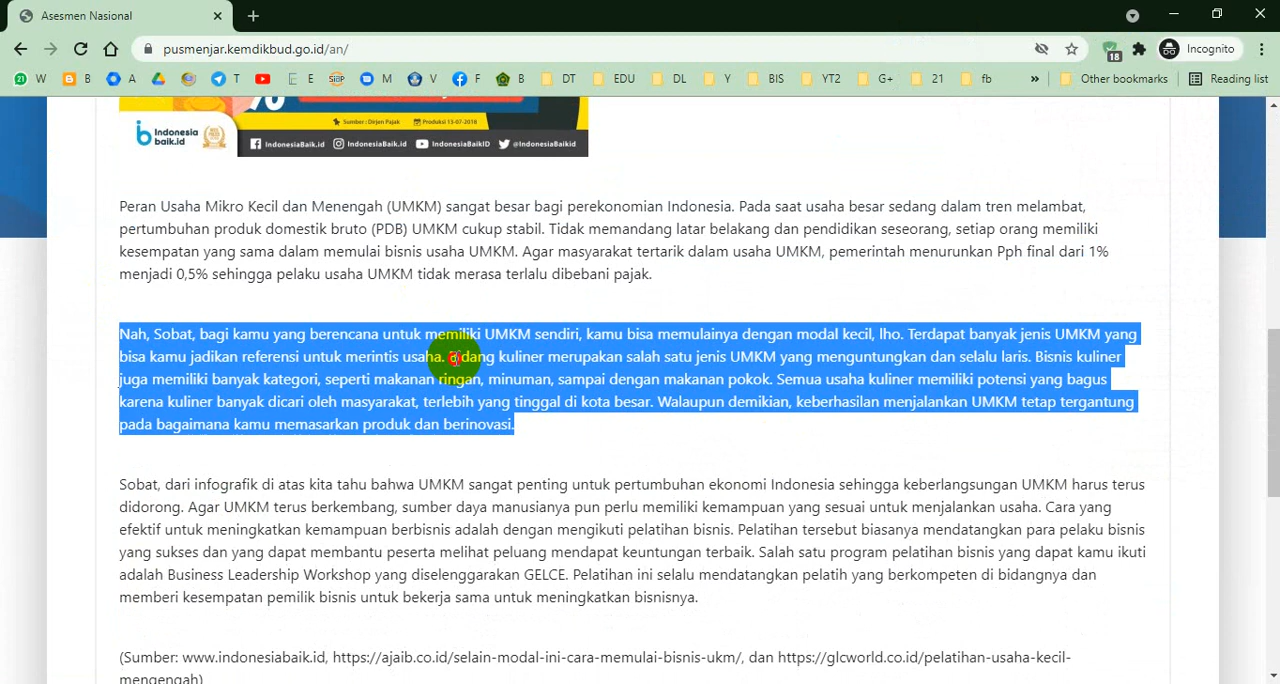 Asesmen Nasional
pusmenjar.kemdikbud.go.id/an/
18
Incognito
21 W B A T E SIAP M V F B DT EDU DL Y BIS YT2 G+ 21 fb » Other bookmarks Reading list
Sumber : Dirjen Pajak Produksi 13-07-2018
Indonesia
baik.id
IndonesiaBaik.id IndonesiaBaik.id IndonesiaBaikID @IndonesiaBaikid
Peran Usaha Mikro Kecil dan Menengah (UMKM) sangat besar bagi perekonomian Indonesia. Pada saat usaha besar sedang dalam tren melambat,
pertumbuhan produk domestik bruto (PDB) UMKM cukup stabil. Tidak memandang latar belakang dan pendidikan seseorang, setiap orang memiliki
kesempatan yang sama dalam memulai bisnis usaha UMKM. Agar masyarakat tertarik dalam usaha UMKM, pemerintah menurunkan Pph final dari 1%
menjadi 0,5% sehingga pelaku usaha UMKM tidak merasa terlalu dibebani pajak.
Nah, Sobat, bagi kamu yang berencana untuk memiliki UMKM sendiri, kamu bisa memulainya dengan modal kecil, lho. Terdapat banyak jenis UMKM yang
bisa kamu jadikan referensi untuk merintis usaha. Bidang kuliner merupakan salah satu jenis UMKM yang menguntungkan dan selalu laris. Bisnis kuliner
juga memiliki banyak kategori, seperti makanan ringan, minuman, sampai dengan makanan pokok. Semua usaha kuliner memiliki potensi yang bagus
karena kuliner banyak dicari oleh masyarakat, terlebih yang tinggal di kota besar. Walaupun demikian, keberhasilan menjalankan UMKM tetap tergantung
pada bagaimana kamu memasarkan produk dan berinovasi.
Sobat, dari infografik di atas kita tahu bahwa UMKM sangat penting untuk pertumbuhan ekonomi Indonesia sehingga keberlangsungan UMKM harus terus
didorong. Agar UMKM terus berkembang, sumber daya manusianya pun perlu memiliki kemampuan yang sesuai untuk menjalankan usaha. Cara yang
efektif untuk meningkatkan kemampuan berbisnis adalah dengan mengikuti pelatihan bisnis. Pelatihan tersebut biasanya mendatangkan para pelaku bisnis
yang sukses dan yang dapat membantu peserta melihat peluang mendapat keuntungan terbaik. Salah satu program pelatihan bisnis yang dapat kamu ikuti
adalah Business Leadership Workshop yang diselenggarakan GELCE. Pelatihan ini selalu mendatangkan pelatih yang berkompeten di bidangnya dan
memberi kesempatan pemilik bisnis untuk bekerja sama untuk meningkatkan bisnisnya.
(Sumber: www.indonesiabaik.id, https://ajaib.co.id/selain-modal-ini-cara-memulai-bisnis-ukm/, dan https://glcworld.co.id/pelatihan-usaha-kecil-
mengengah)